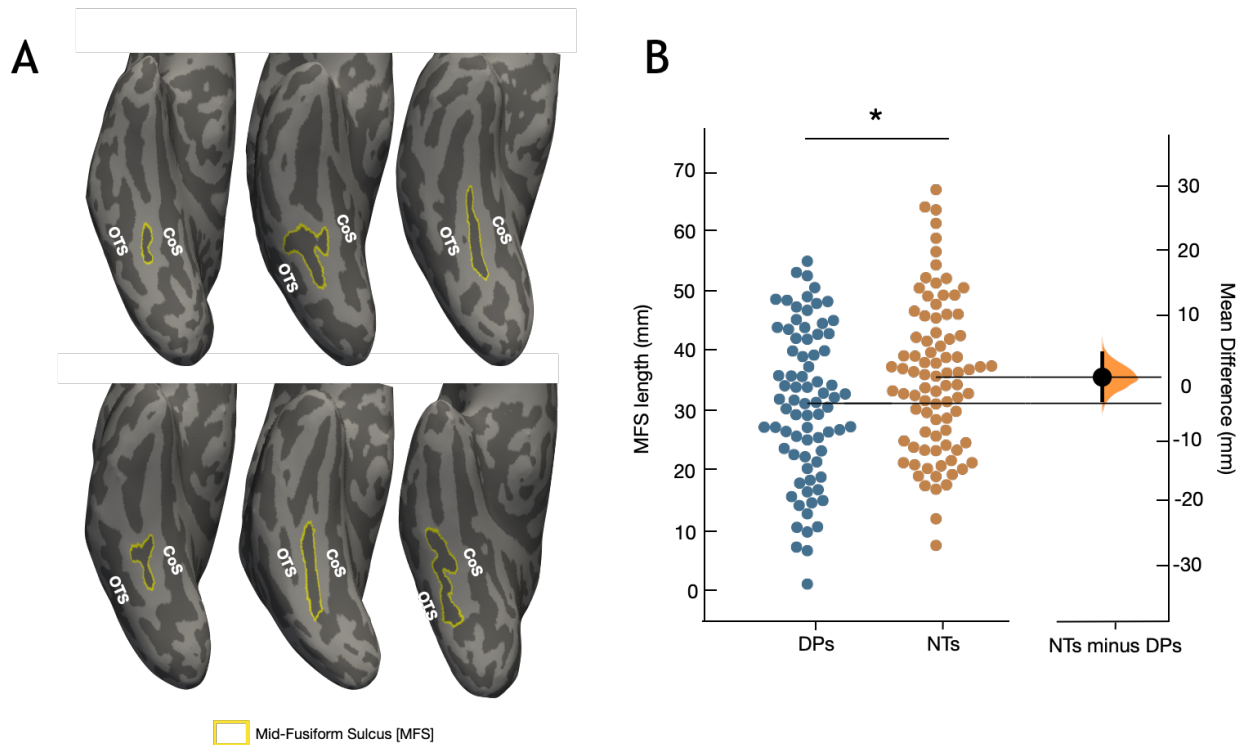 A
OTS
CoS
OTS
CoS
OTS
CoS
OTS
CoS
OTS
CoS
OTS
CoS
Mid-Fusiform Sulcus [MFS]
B
*
MFS length (mm)
70
60
50
40
30
20
10
0
DPs
NTs
30
20
10
0
-10
-20
-30
Mean Difference (mm)
NTs minus DPs